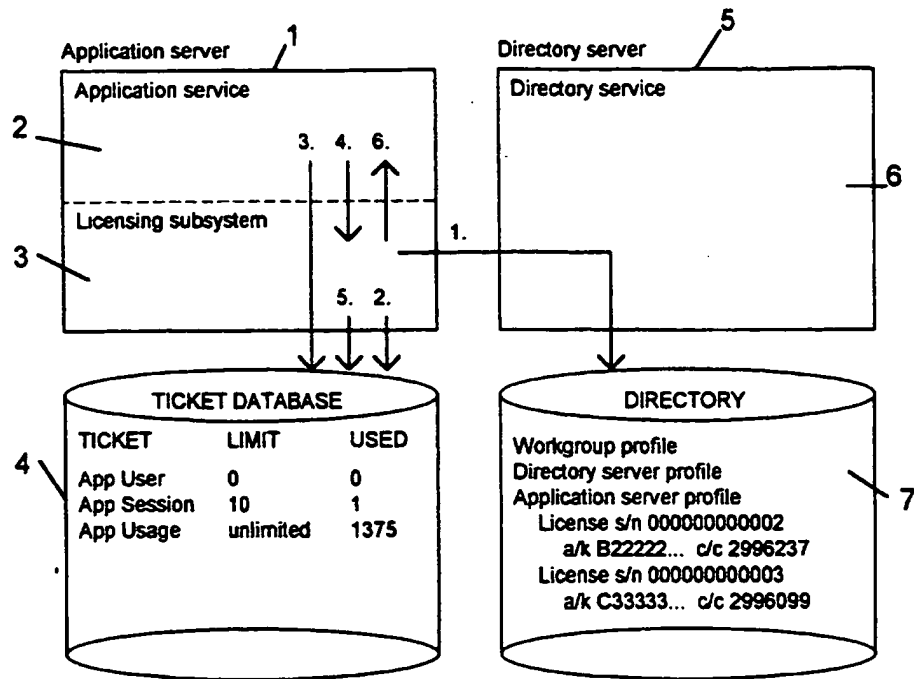 Application server
1
Directory server
5
Application service
Directory service
2
3. 4. 6.
6
Licensing subsystem
1.
3
5. 2.
TICKET DATABASE
DIRECTORY
TICKET LIMIT USED
App User 0 0
App Session 10 1
App Usage unlimited 1375
4
Workgroup profile
Directory server profile
Application server profile
License s/n 000000000002
a/k B22222... c/c 2996237
License s/n 000000000003
a/k C33333... c/c 2996099
7